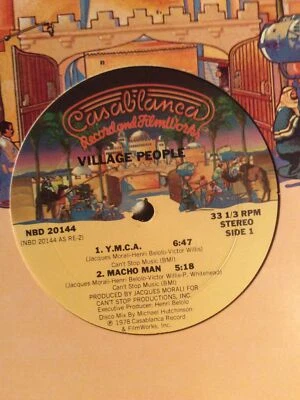 Casablanca
Record and FilmWorks
VILLAGE PEOPLE
NBD 20144
(NBD 20144 AS RE-2)
33 1/3 RPM
STEREO
SIDE 1
1. Y.M.C.A. 6:47
(Jacques Morali-Henri Belolo-Victor Willis)
Can't Stop Music (BMI)
2. MACHO MAN 5:18
(Jacques Morali-Henri Belolo-Victor Willis-P. Whitehead)
Can't Stop Music (BMI)
PRODUCED BY JACQUES MORALI FOR
CAN'T STOP PRODUCTIONS, INC.
Executive Producer: Henri Belolo
Disco Mix By Michael Hutchinson
℗ 1978 Casablanca Record
& FilmWorks, Inc.